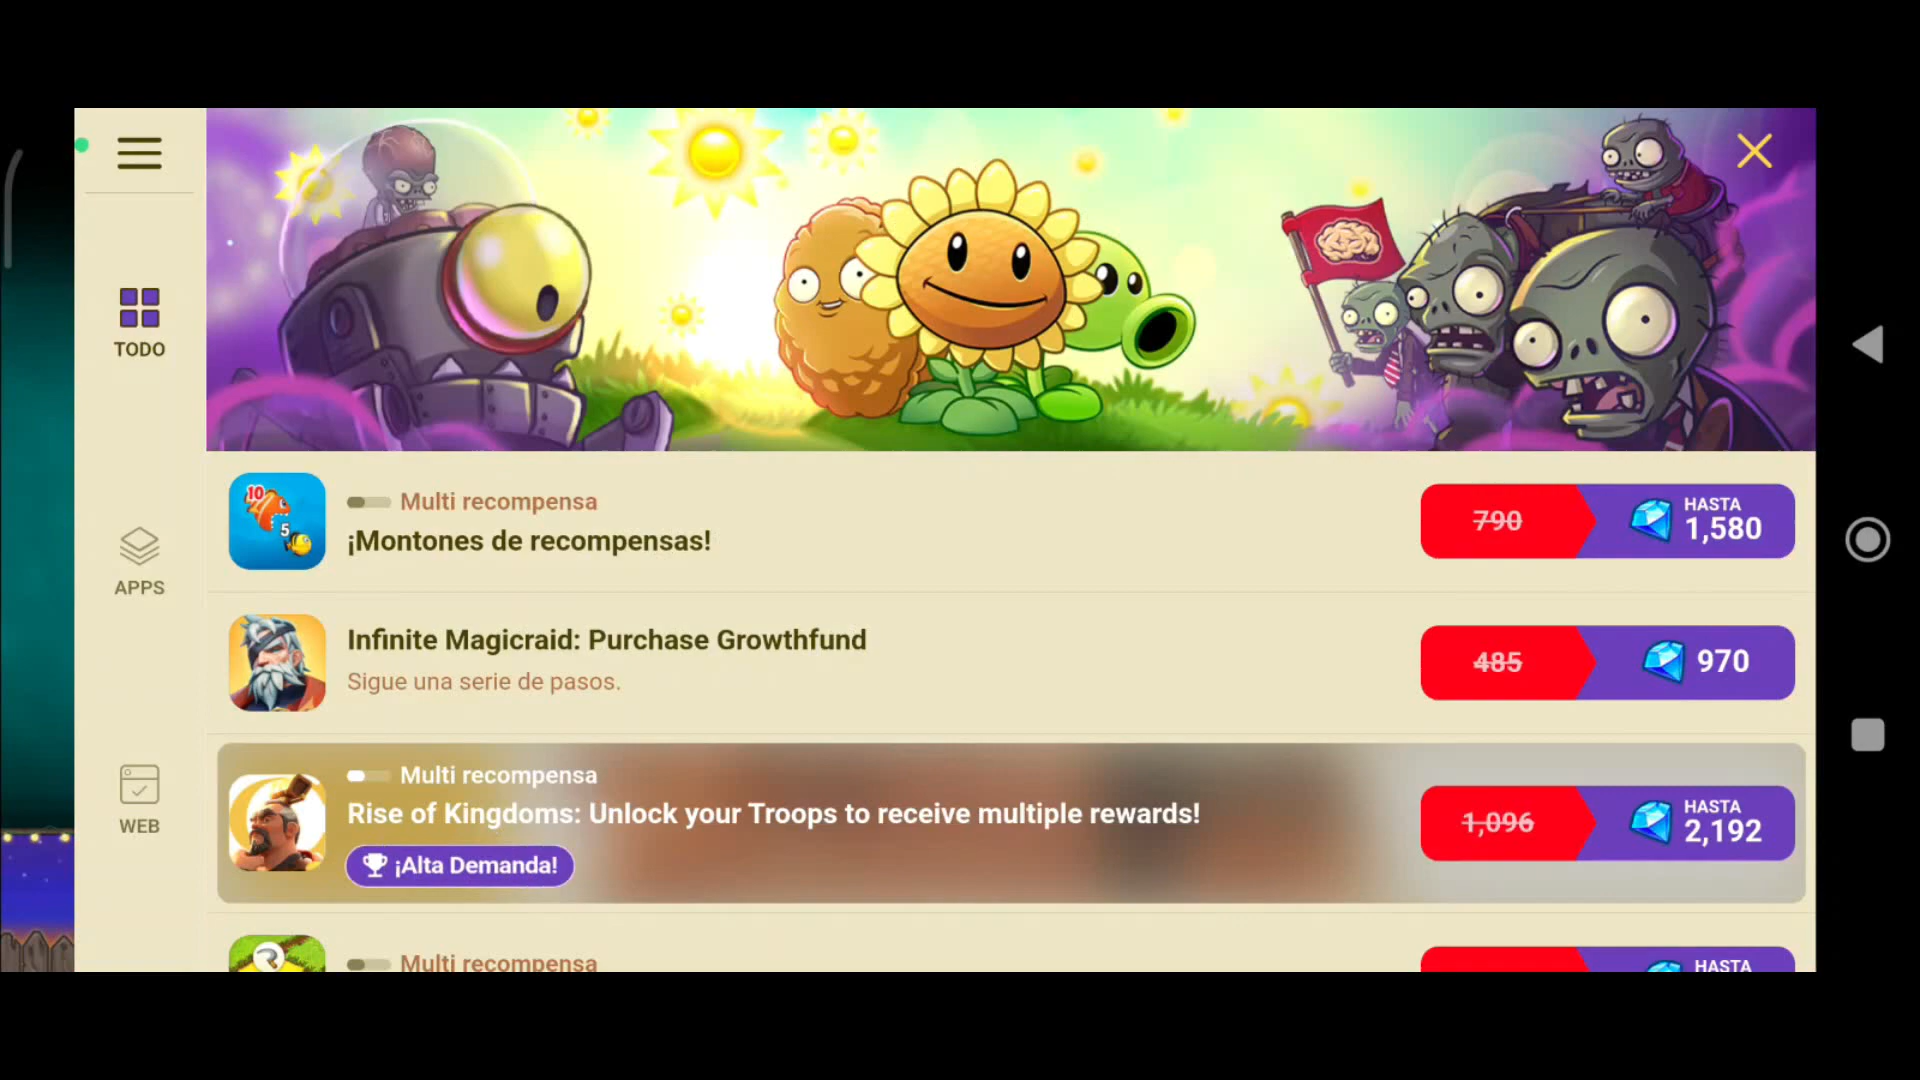 TODO
APPS
WEB
10
5
Multi recompensa
¡Montones de recompensas!
790
HASTA
1,580
Infinite Magicraid: Purchase Growthfund
Sigue una serie de pasos.
485
970
Multi recompensa
Rise of Kingdoms: Unlock your Troops to receive multiple rewards!
¡Alta Demanda!
1,096
HASTA
2,192
Multi recompensa
HASTA